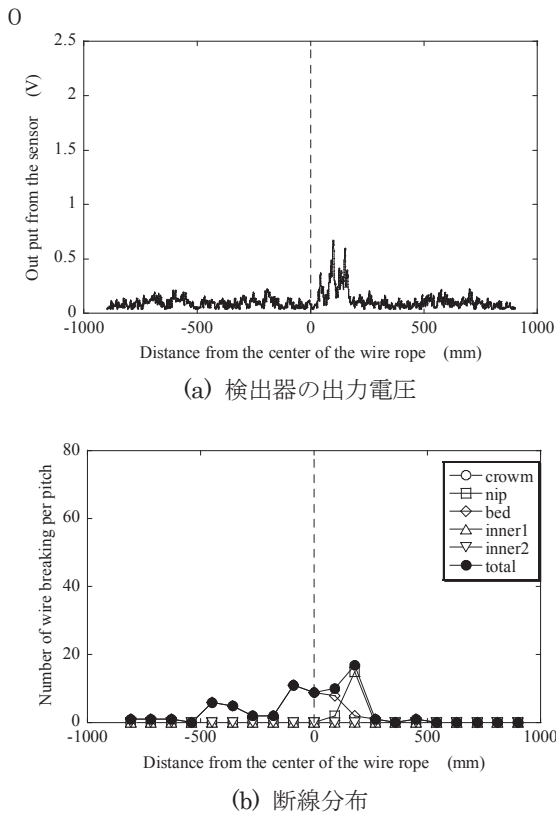 0
2.5
2
1.5
1
0.5
0
Out put from the sensor (V)
-1000 -500 0 500 1000
Distance from the center of the wire rope (mm)
(a) 検出器の出力電圧
80
60
40
20
0
Number of wire breaking per pitch
crowm
nip
bed
inner1
inner2
total
-1000 -500 0 500 1000
Distance from the center of the wire rope (mm)
(b) 断線分布